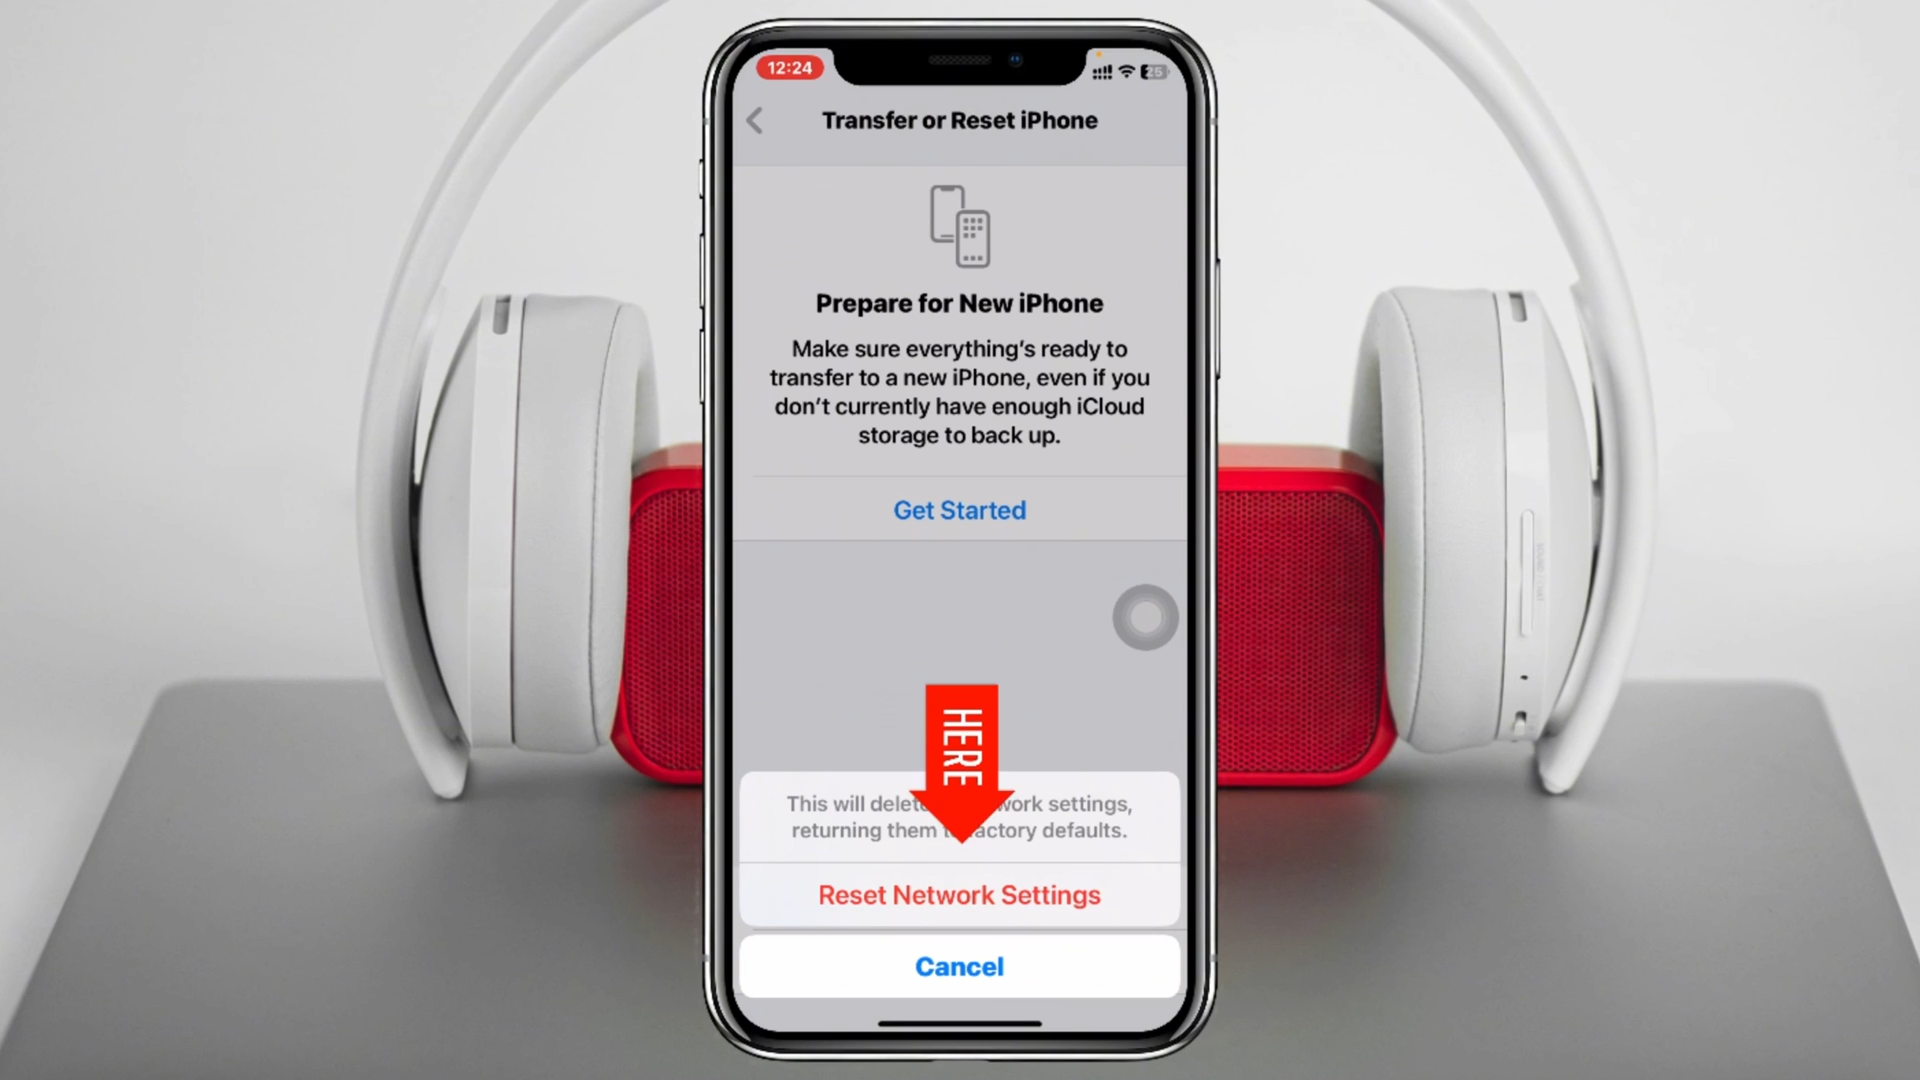 12:24
25
Transfer or Reset iPhone
Prepare for New iPhone
Make sure everything's ready to
transfer to a new iPhone, even if you
don't currently have enough iCloud
storage to back up.
Get Started
HERE
This will delete work settings,
returning them factory defaults.
Reset Network Settings
Cancel